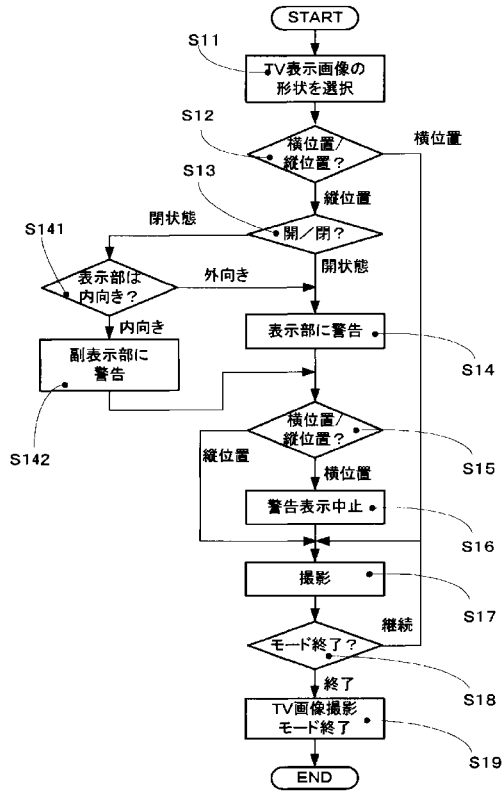 START
S11
TV表示画像の
形状を選択
S12
横位置/
縦位置?
横位置
S13
縦位置
閉状態
開/閉?
S141
開状態
表示部は
内向き?
外向き
内向き
表示部に警告
S14
副表示部に
警告
S142
横位置/
縦位置?
S15
縦位置
横位置
警告表示中止
S16
撮影
S17
継続
モード終了?
S18
終了
TV画像撮影
モード終了
S19
END